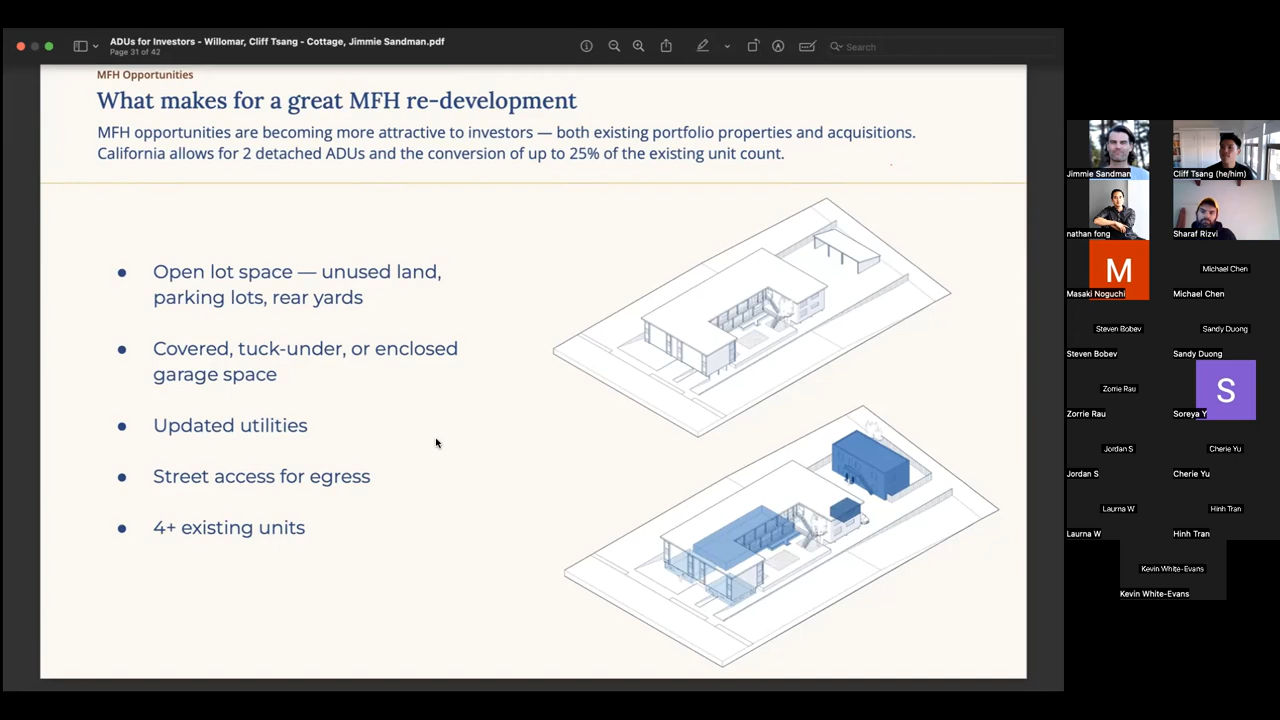 ADUs for Investors - Willomar, Cliff Tsang - Cottage, Jimmie Sandman.pdf
Page 31 of 42
Search
MFH Opportunities
What makes for a great MFH re-development
MFH opportunities are becoming more attractive to investors — both existing portfolio properties and acquisitions.
California allows for 2 detached ADUs and the conversion of up to 25% of the existing unit count.
● Open lot space — unused land,
parking lots, rear yards
● Covered, tuck-under, or enclosed
garage space
● Updated utilities
● Street access for egress
● 4+ existing units
Jimmie Sandman
Cliff Tsang (he/him)
nathan fong
Sharaf Rizvi
M
Masaki Noguchi
Michael Chen
Michael Chen
Steven Bobev
Steven Bobev
Sandy Duong
Sandy Duong
Zorrie Rau
Zorrie Rau
S
Soreya Y
Jordan S
Jordan S
Cherie Yu
Cherie Yu
Laurna W
Laurna W
Hinh Tran
Hinh Tran
Kevin White-Evans
Kevin White-Evans